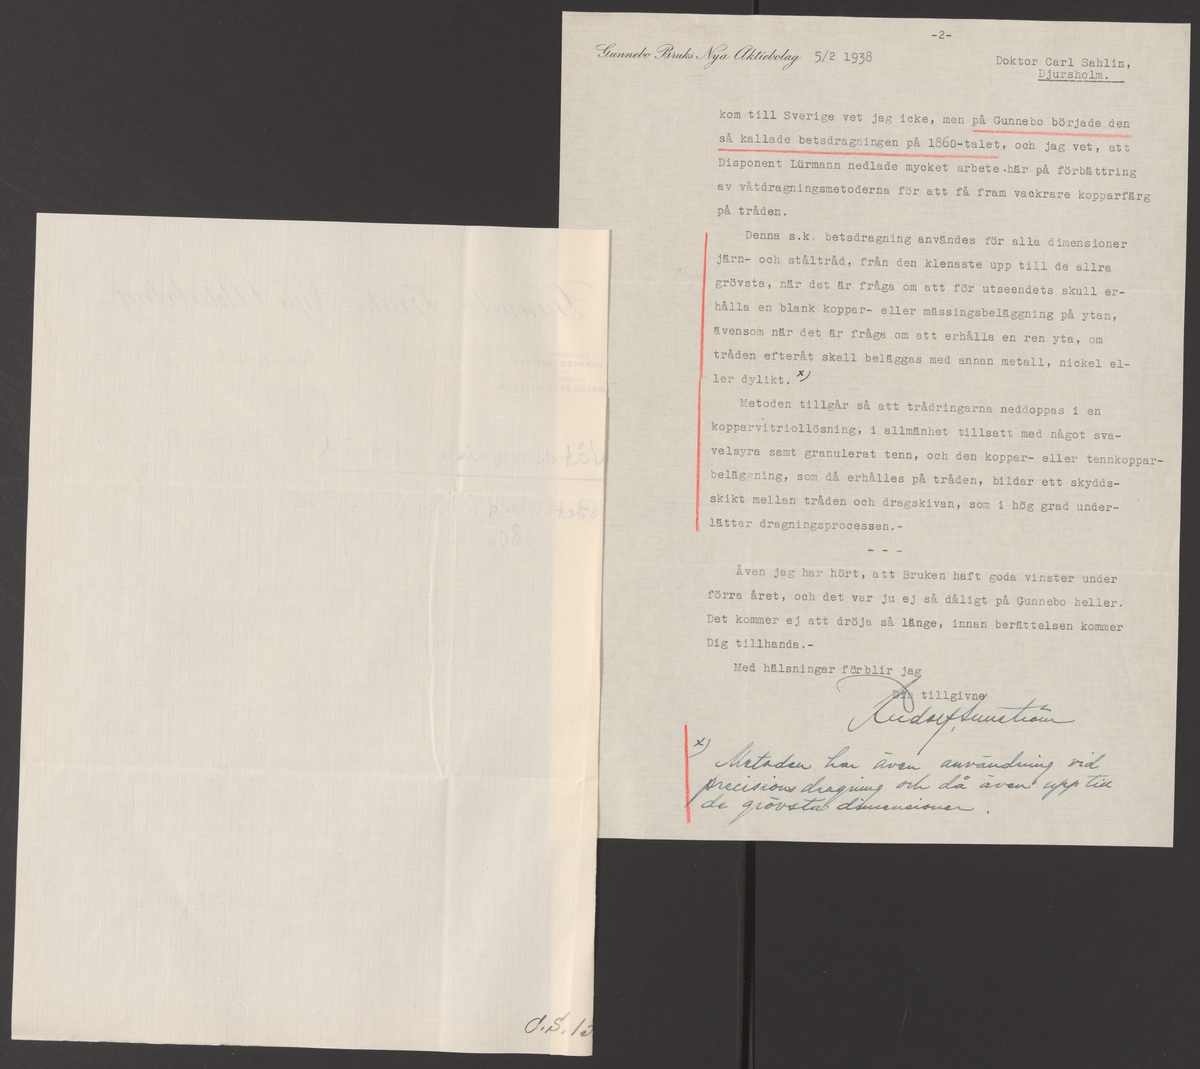 -2-
Gunnebo Bruks Nya Aktiebolag 5/2 1938
Doktor Carl Sahlin,
Djursholm.
kom till Sverige vet jag icke, men på Gunnebo började den
så kallade betsdragningen på 1860-talet, och jag vet, att
Disponent Lürmann nedlade mycket arbete här på förbättring
av våtdragningsmetoderna för att få fram vackrare kopparfärg
på tråden.
Denna s.k. betsdragning användes för alla dimensioner
järn- och ståltråd, från den klenaste upp till de allra
grövsta, när det är fråga om att för utseendets skull er-
hålla en blank koppar- eller mässingsbeläggning på ytan,
ävensom när det är fråga om att erhålla en ren yta, om
tråden efteråt skall beläggas med annan metall, nickel el-
ler dylikt. x)
Metoden tillgår så att trådringarna neddoppas i en
kopparvitriollösning, i allmänhet tillsatt med något sva-
velsyra samt granulerat tenn, och den koppar- eller tennkoppar-
beläggning, som då erhålles på tråden, bildar ett skydds-
skikt mellan tråden och dragskivan, som i hög grad under-
lättar dragningsprocessen.-
- - -
Även jag har hört, att Bruken haft goda vinster under
förra året, och det var ju ej så dåligt på Gunnebo heller.
Det kommer ej att dröja så länge, innan berättelsen kommer
Dig tillhanda.-
Med hälsningar förblir jag
Din tillgivne
Rudolf
x)
Metoden har även användning vid
precisionsdragning och då även upp till
de grövsta dimensioner.
C.S. 13